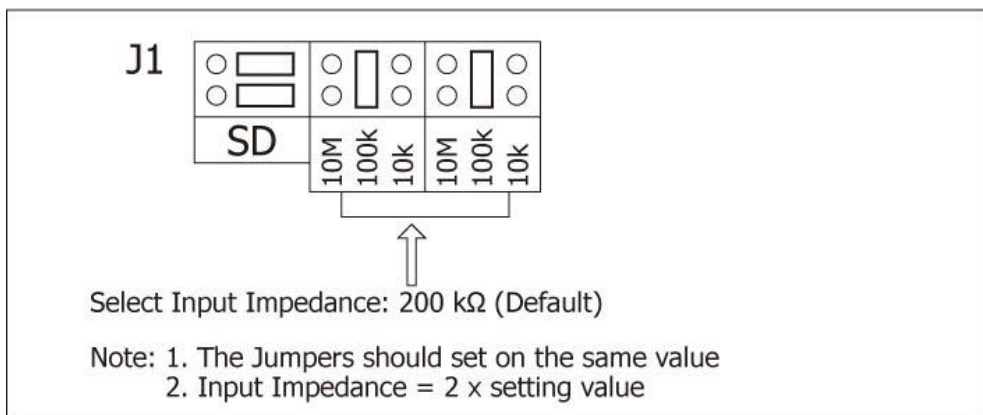 J1
SD
10M
100k
10k
10M
100k
10k
Select Input Impedance: 200 kΩ (Default)
Note: 1. The Jumpers should set on the same value
2. Input Impedance = 2 x setting value